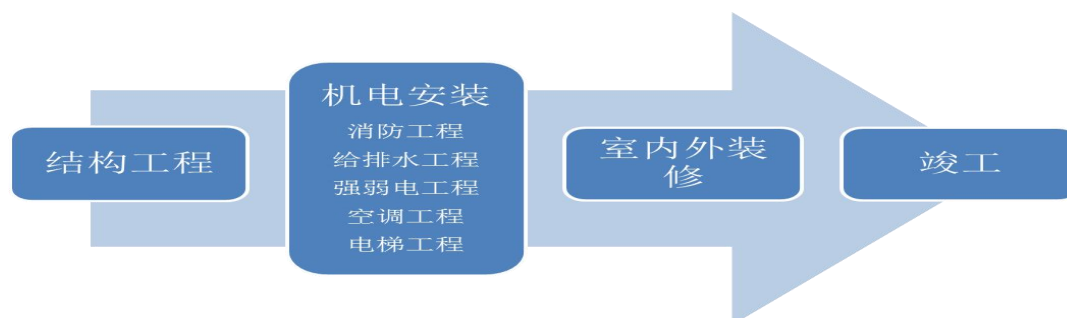 结构工程
机电安装
消防工程
给排水工程
强弱电工程
空调工程
电梯工程
室内外装
修
竣工